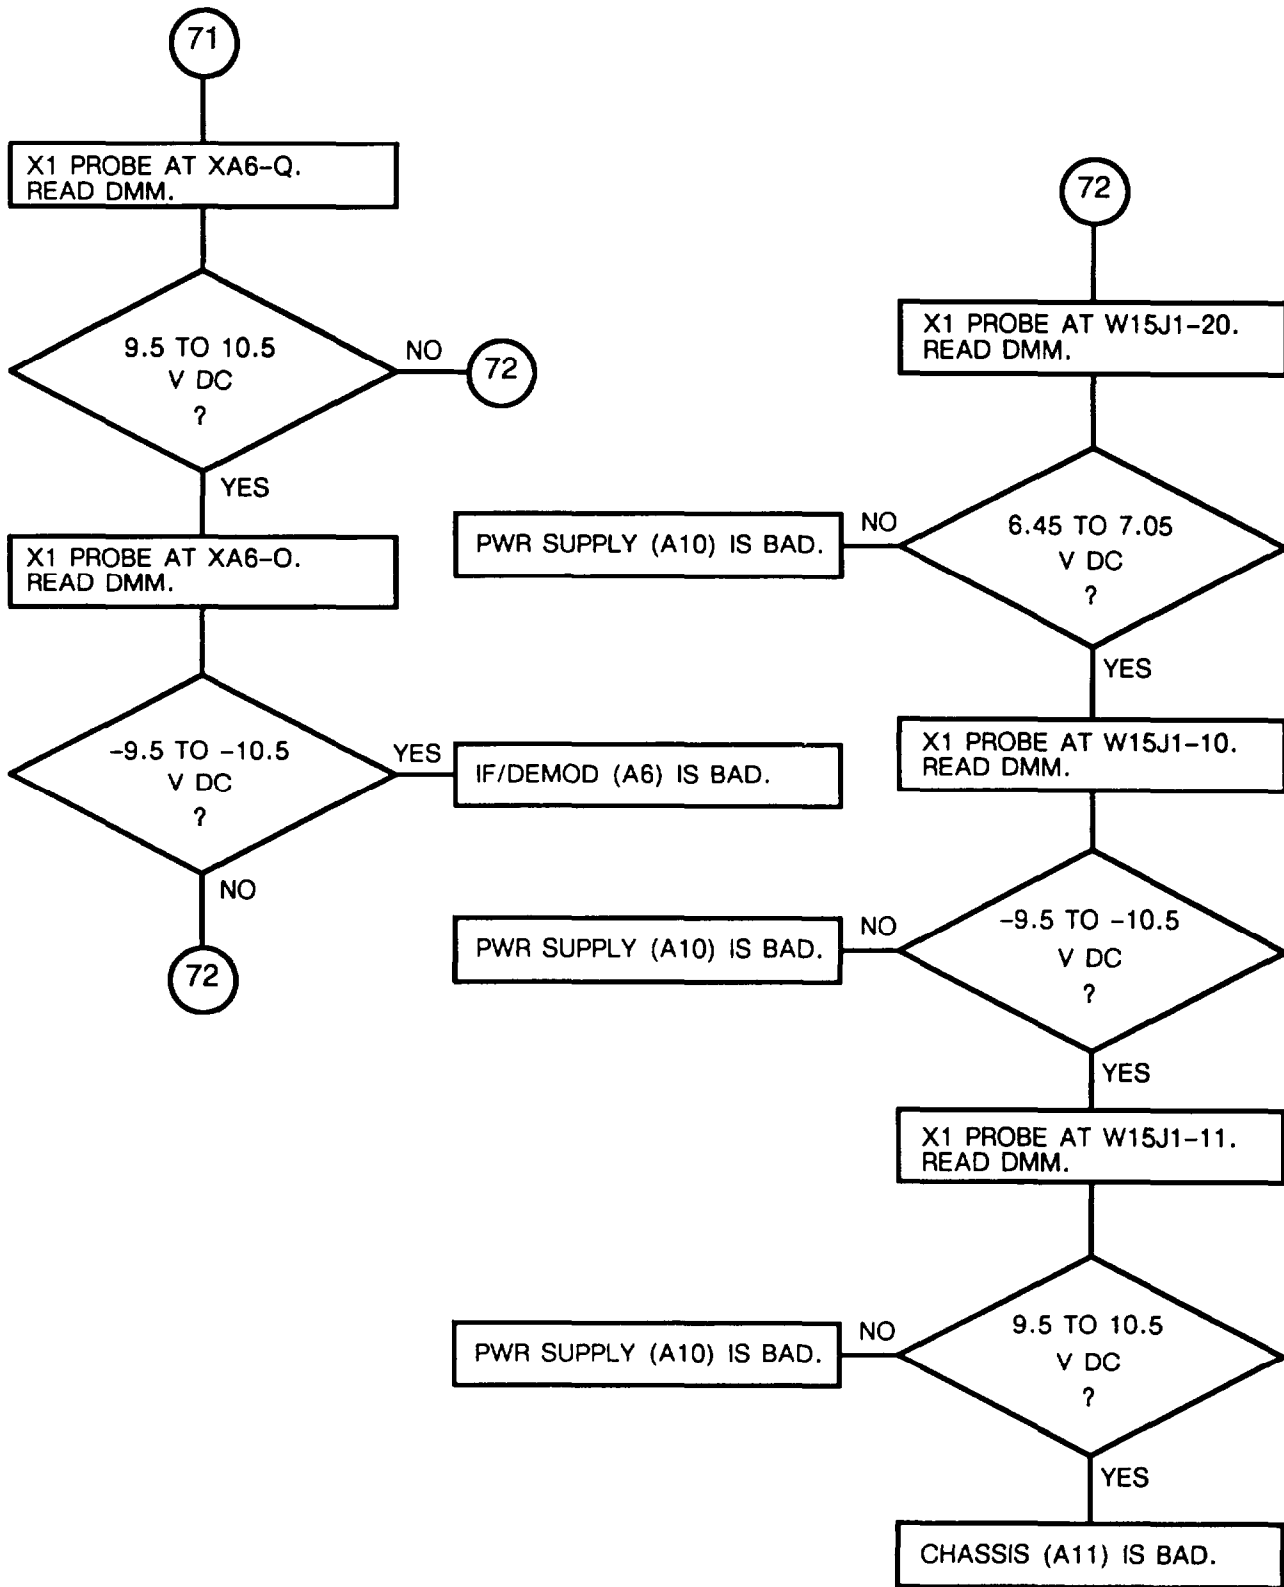 71
X1 PROBE AT XA6-Q.
READ DMM.
9.5 TO 10.5
V DC
?
NO
72
YES
X1 PROBE AT XA6-O.
READ DMM.
-9.5 TO -10.5
V DC
?
YES
IF/DEMOD (A6) IS BAD.
NO
72
72
X1 PROBE AT W15J1-20.
READ DMM.
6.45 TO 7.05
V DC
?
NO
PWR SUPPLY (A10) IS BAD.
YES
X1 PROBE AT W15J1-10.
READ DMM.
-9.5 TO -10.5
V DC
?
NO
PWR SUPPLY (A10) IS BAD.
YES
X1 PROBE AT W15J1-11.
READ DMM.
9.5 TO 10.5
V DC
?
NO
PWR SUPPLY (A10) IS BAD.
YES
CHASSIS (A11) IS BAD.